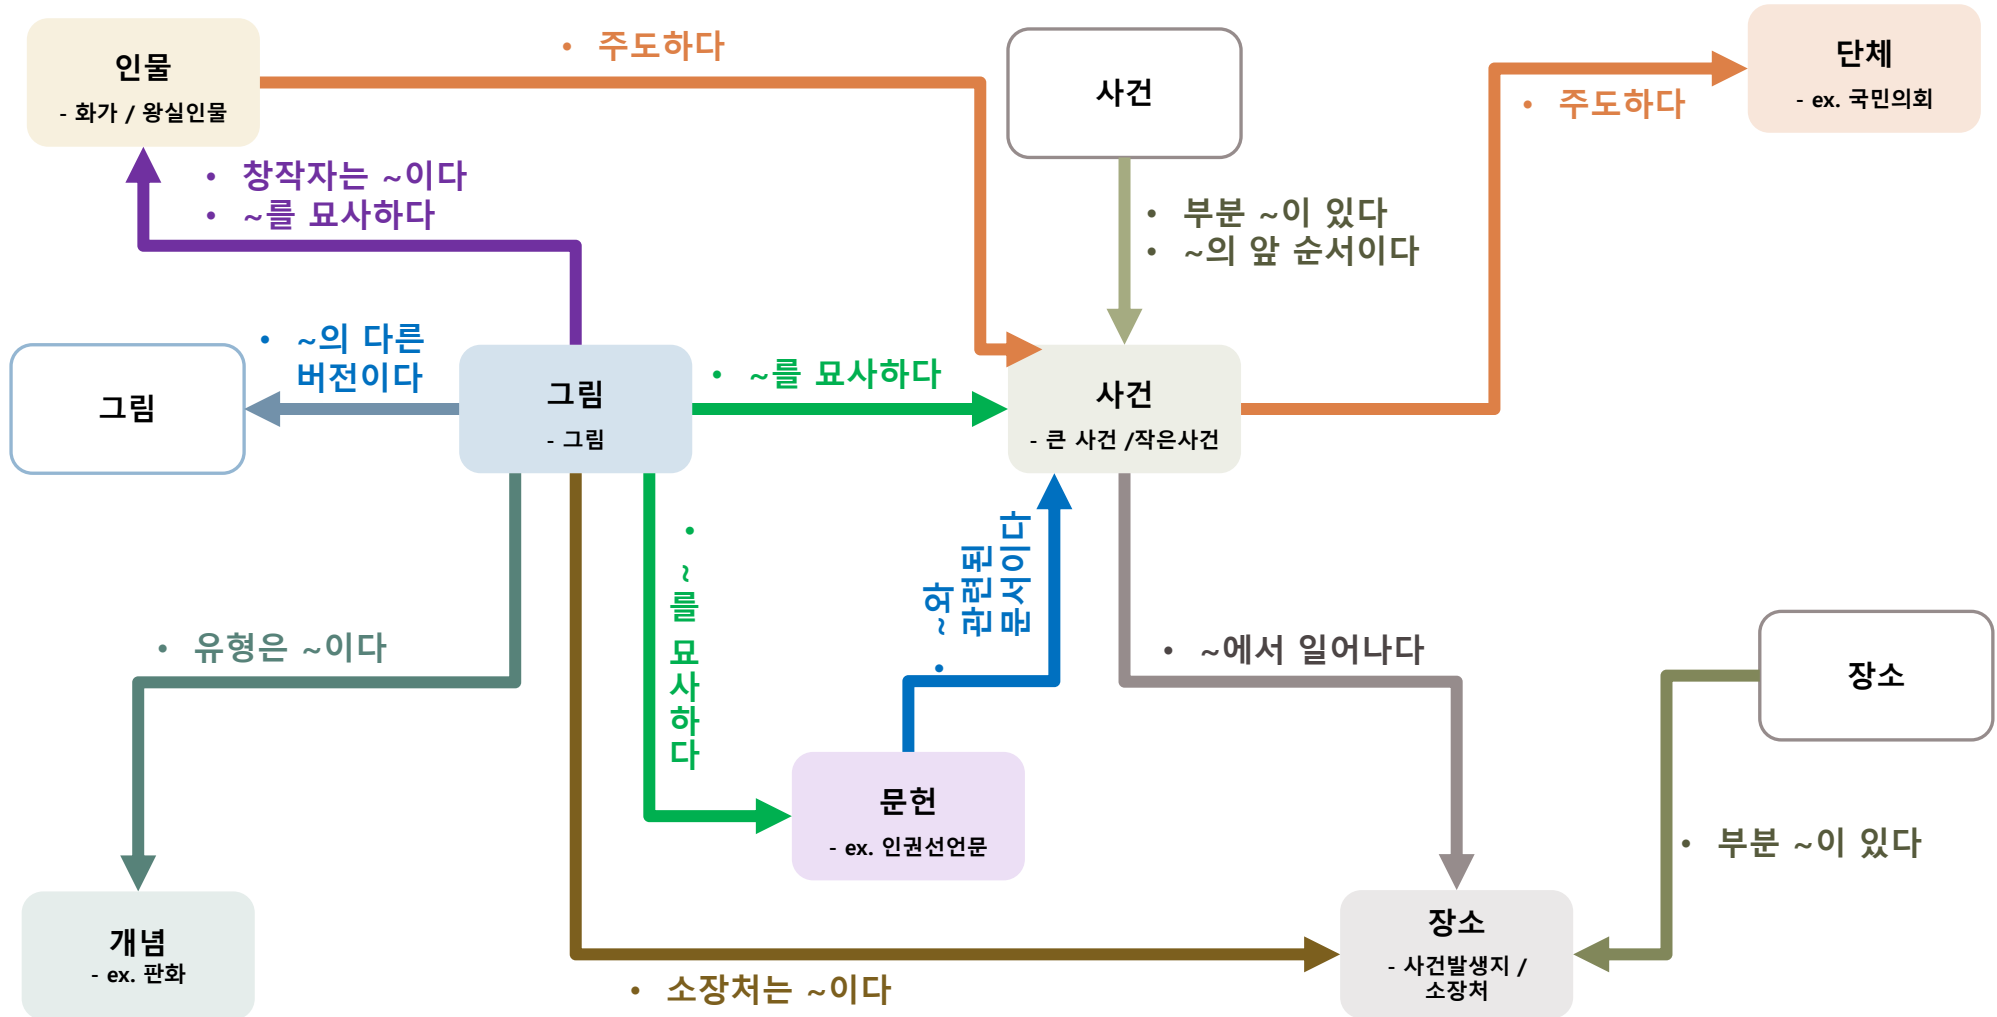 인물
- 화가 / 왕실인물
• 주도하다
사건
단체
- ex. 국민의회
• 주도하다
• 창작자는 ~이다
• ~를 묘사하다
• 부분 ~이 있다
• ~의 앞 순서이다
그림
• ~의 다른
버전이다
그림
- 그림
• ~를 묘사하다
사건
- 큰 사건 /작은사건
• ~를 묘사하다
• ~와
관련된
문서이다
• 유형은 ~이다
• ~에서 일어나다
장소
문헌
- ex. 인권선언문
• 부분 ~이 있다
개념
- ex. 판화
• 소장처는 ~이다
장소
- 사건발생지 /
소장처